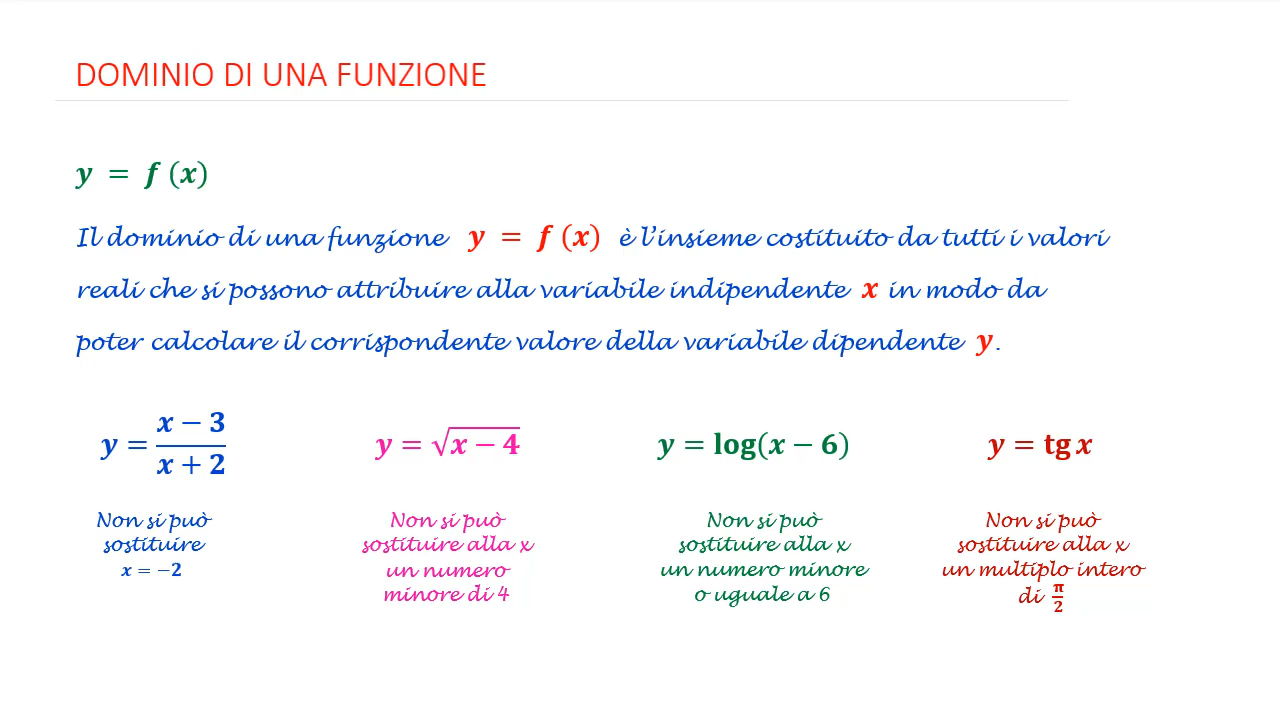 DOMINIO DI UNA FUNZIONE
y = f (x)
Il dominio di una funzione y = f (x) è l'insieme costituito da tutti i valori
reali che si possono attribuire alla variabile indipendente x in modo da
poter calcolare il corrispondente valore della variabile dipendente y.
y = (x − 3)/(x + 2)
Non si può
sostituire
x = −2
y = √(x − 4)
Non si può
sostituire alla x
un numero
minore di 4
y = log(x − 6)
Non si può
sostituire alla x
un numero minore
o uguale a 6
y = tg x
Non si può
sostituire alla x
un multiplo intero
di π/2